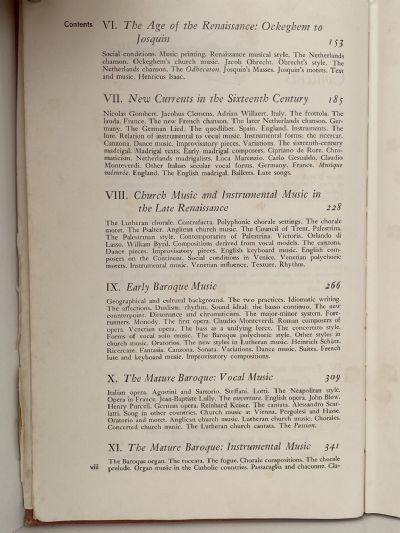 Contents
VI. The Age of the Renaissance: Ockeghem to
Josquin 153
Social conditions. Music printing. Renaissance musical style. The Netherlands
chanson. Ockeghem's church music. Jacob Obrecht. Obrecht's style. The
Netherlands chanson. The Odhecaton. Josquin's Masses. Josquin's motets. Text
and music. Henricus Isaac.
VII. New Currents in the Sixteenth Century 185
Nicolas Gombert. Jacobus Clemens. Adrian Willaert. Italy. The frottola. The
lauda. France. The new French chanson. The later Netherlands chanson. Ger-
many. The German Lied. The quodlibet. Spain. England. Instruments. The
lute. Relation of instrumental to vocal music. Instrumental forms: the ricercar.
Canzona. Dance music. Improvisatory pieces. Variations. The sixteenth-century
madrigal. Madrigal texts. Early madrigal composers. Cipriano de Rore. Chro-
maticism. Netherlands madrigalists. Luca Marenzio. Carlo Gesualdo. Claudio
Monteverdi. Other Italian secular vocal forms. Germany. France. Musique
mesurée. England. The English madrigal. Balletts. Lute songs.
VIII. Church Music and Instrumental Music in
the Late Renaissance 228
The Lutheran chorale. Contrafacta. Polyphonic chorale settings. The chorale
motet. The Psalter. Anglican church music. The Council of Trent. Palestrina.
The Palestrinan style. Contemporaries of Palestrina. Victoria. Orlando di
Lasso. William Byrd. Compositions derived from vocal models. The canzona.
Dance pieces. Improvisatory pieces. English keyboard music. English com-
posers on the Continent. Social conditions in Venice. Venetian polychoric
motets. Instrumental music. Venetian influence. Texture. Rhythm.
IX. Early Baroque Music 266
Geographical and cultural background. The two practices. Idiomatic writing.
The affections. Dualism. rhythm. Sound ideal: the basso continuo. The new
counterpoint. Dissonance and chromaticism. The major-minor system. Fore-
runners. Monody. The first opera. Claudio Monteverdi. Roman composers of
opera. Venetian opera. The bass as a unifying force. The concertato style.
Forms of vocal solo music. The Baroque polychoric style. Other styles in
church music. Oratorios. The new styles in Lutheran music. Heinrich Schütz.
Ricercare. Fantasia. Canzona. Sonata. Variations. Dance music. Suites. French
lute and keyboard music. Improvisatory compositions.
X. The Mature Baroque: Vocal Music 309
Italian opera. Agostini and Sartorio. Steffani. Lotti. The Neapolitan style.
Opera in France. Jean-Baptiste Lully. The ouverture. English opera. John Blow.
Henry Purcell. German opera. Reinhard Keiser. The cantata. Alessandro Scar-
latti. Song in other countries. Church music at Vienna. Pergolesi and Hasse.
Oratorio and motet. Anglican church music. Lutheran church music. Chorales.
Concerted church music. The Lutheran church cantata. The Passion.
XI. The Mature Baroque: Instrumental Music 341
The Baroque organ. The toccata. The fugue. Chorale compositions. The chorale
prelude. Organ music in the Catholic countries. Passacaglia and chaconne. Cla-
viii